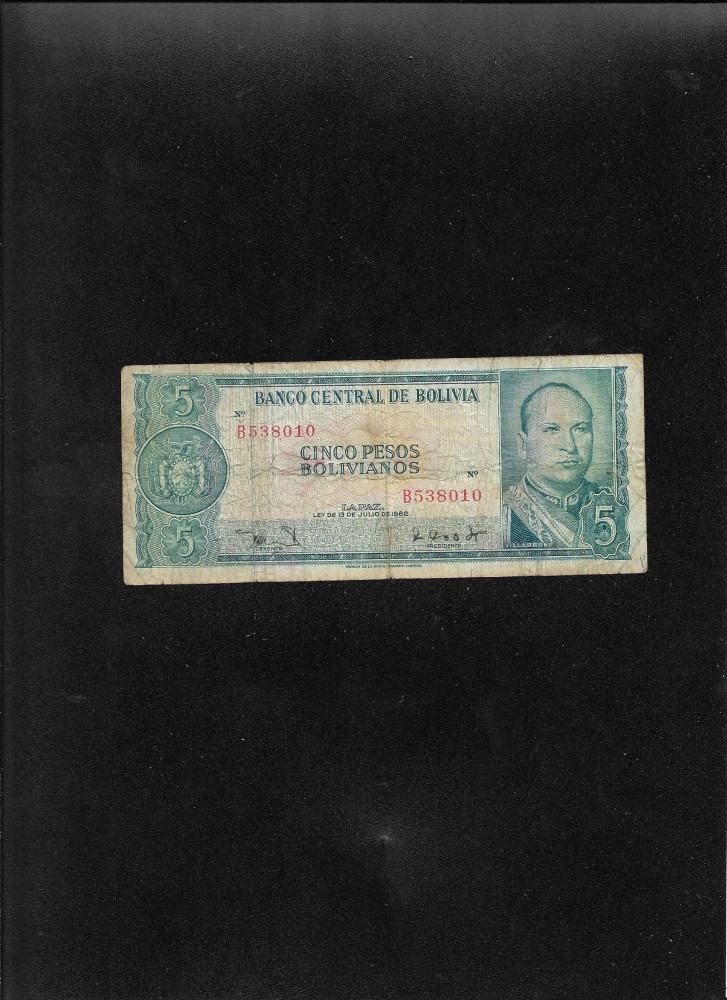 5
BANCO CENTRAL DE BOLIVIA
Nº
B538010
CINCO PESOS
BOLIVIANOS
Nº
B538010
LA PAZ,
LEY DE 13 DE JULIO DE 1962
5
GERENTE
PRESIDENTE
VILLARROEL
5